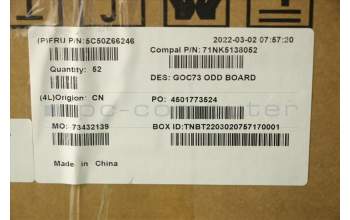 (P)FRU P/N: 5C50Z66246
2022-03-02 07:57:20
Compal P/N: 71NK5138052
Quantity: 52
DES: GOC73 ODD BOARD
(4L)Origion: CN
PO: 4501773524
MO: 73432139
BOX ID:TNBT2203020757170001
Made in China